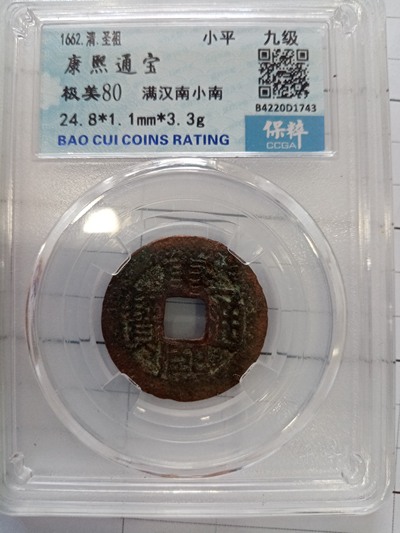 1662.清.圣祖 小平 九级
康熙通宝
极美80 满汉南小南
24.8*1.1mm*3.3g
BAO CUI COINS RATING
B4220D1743
保粹
CCGA